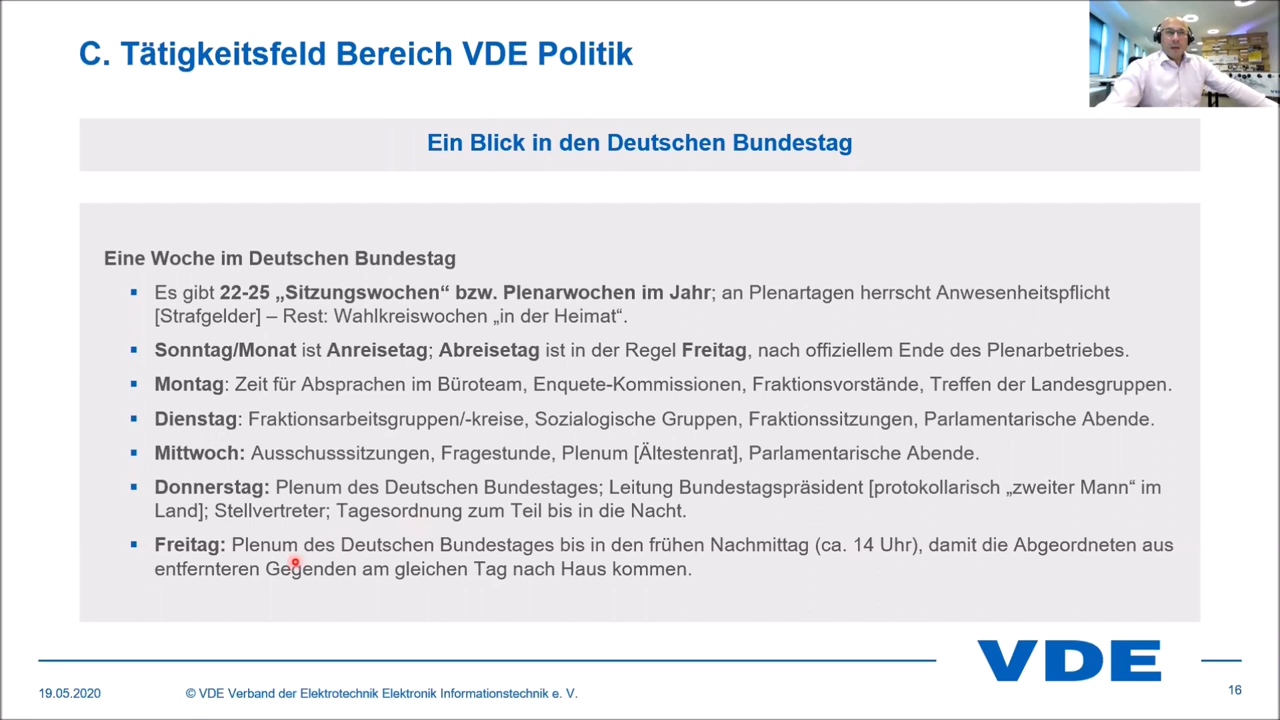 C. Tätigkeitsfeld Bereich VDE Politik
Ein Blick in den Deutschen Bundestag
Eine Woche im Deutschen Bundestag
Es gibt 22-25 „Sitzungswochen“ bzw. Plenarwochen im Jahr; an Plenartagen herrscht Anwesenheitspflicht
[Strafgelder] – Rest: Wahlkreiswochen „in der Heimat“.
Sonntag/Monat ist Anreisetag; Abreisetag ist in der Regel Freitag, nach offiziellem Ende des Plenarbetriebes.
Montag: Zeit für Absprachen im Büroteam, Enquete-Kommissionen, Fraktionsvorstände, Treffen der Landesgruppen.
Dienstag: Fraktionsarbeitsgruppen/-kreise, Sozialogische Gruppen, Fraktionssitzungen, Parlamentarische Abende.
Mittwoch: Ausschusssitzungen, Fragestunde, Plenum [Ältestenrat], Parlamentarische Abende.
Donnerstag: Plenum des Deutschen Bundestages; Leitung Bundestagspräsident [protokollarisch „zweiter Mann“ im
Land]; Stellvertreter; Tagesordnung zum Teil bis in die Nacht.
Freitag: Plenum des Deutschen Bundestages bis in den frühen Nachmittag (ca. 14 Uhr), damit die Abgeordneten aus
entfernteren Gegenden am gleichen Tag nach Haus kommen.
VDE
19.05.2020
© VDE Verband der Elektrotechnik Elektronik Informationstechnik e. V.
16